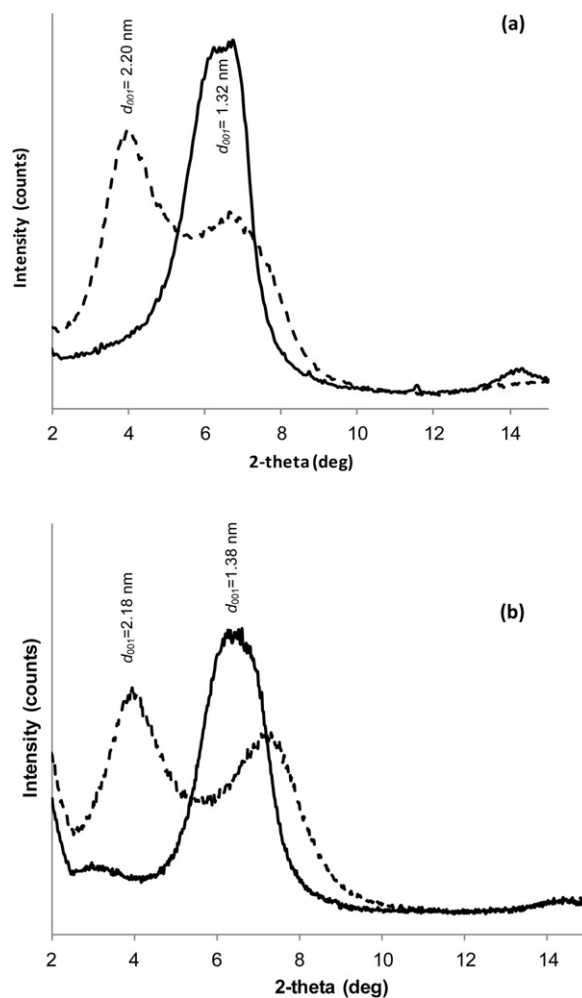 (a)
d001= 2.20 nm
d001= 1.32 nm
Intensity (counts)
2 4 6 8 10 12 14
2-theta (deg)
(b)
d001=2.18 nm
d001=1.38 nm
Intensity (counts)
2 4 6 8 10 12 14
2-theta (deg)